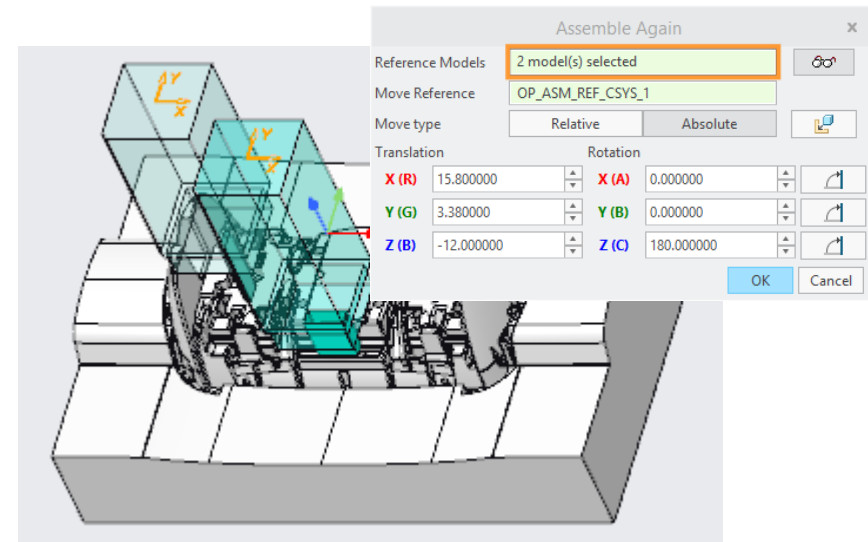 Assemble Again x
Reference Models 2 model(s) selected
Move Reference OP_ASM_REF_CSYS_1
Move type Relative Absolute
Translation Rotation
X (R) 15.800000 X (A) 0.000000
Y (G) 3.380000 Y (B) 0.000000
Z (B) -12.000000 Z (C) 180.000000
OK Cancel
Y
X
Y
X